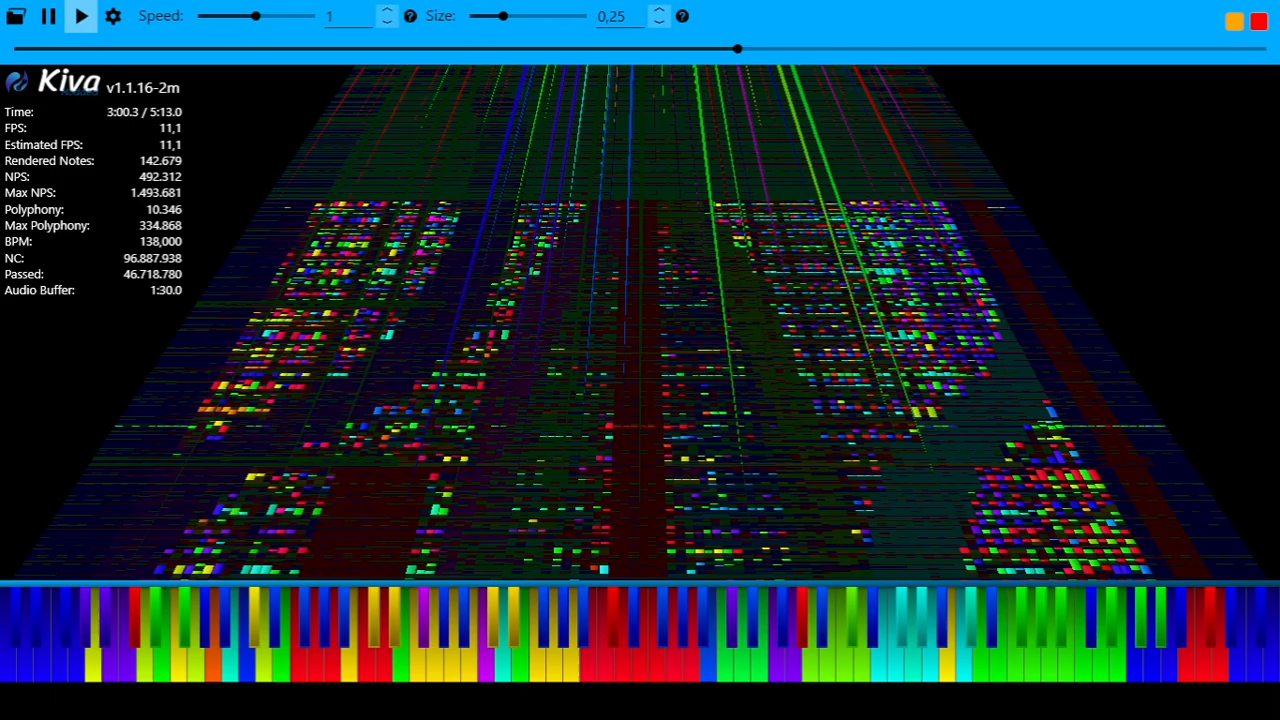 Speed: 1 Size: 0,25
Kiva v1.1.16-2m
Time: 3:00.3 / 5:13.0
FPS: 11,1
Estimated FPS: 11,1
Rendered Notes: 142.679
NPS: 492.312
Max NPS: 1.493.681
Polyphony: 10.346
Max Polyphony: 334.868
BPM: 138,000
NC: 96.887.938
Passed: 46.718.780
Audio Buffer: 1:30.0